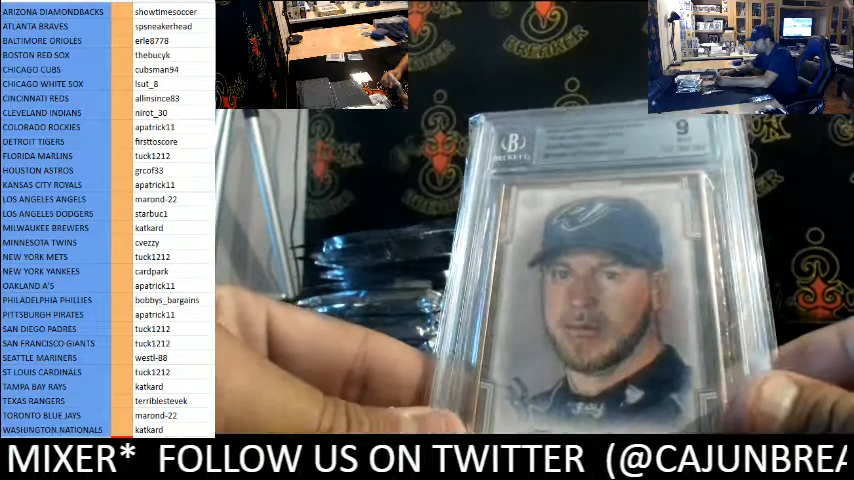 ARIZONA DIAMONDBACKS showtimesoccer
ATLANTA BRAVES spsneakerhead
BALTIMORE ORIOLES erle8778
BOSTON RED SOX thebucyk
CHICAGO CUBS cubsman94
CHICAGO WHITE SOX lsut_8
CINCINNATI REDS allinsince83
CLEVELAND INDIANS nirot_30
COLORADO ROCKIES apatrick11
DETROIT TIGERS firsttoscore
FLORIDA MARLINS tuck1212
HOUSTON ASTROS grcof33
KANSAS CITY ROYALS apatrick11
LOS ANGELES ANGELS marond-22
LOS ANGELES DODGERS starbuc1
MILWAUKEE BREWERS katkard
MINNESOTA TWINS cvezzy
NEW YORK METS tuck1212
NEW YORK YANKEES cardpark
OAKLAND A'S apatrick11
PHILADELPHIA PHILLIES bobbys_bargains
PITTSBURGH PIRATES apatrick11
SAN DIEGO PADRES tuck1212
SAN FRANCISCO GIANTS tuck1212
SEATTLE MARINERS westl-88
ST LOUIS CARDINALS tuck1212
TAMPA BAY RAYS katkard
TEXAS RANGERS terriblestevek
TORONTO BLUE JAYS marond-22
WASHINGTON NATIONALS katkard
BREAKER
B
BECKETT
9
MIXER* FOLLOW US ON TWITTER (@CAJUNBREA